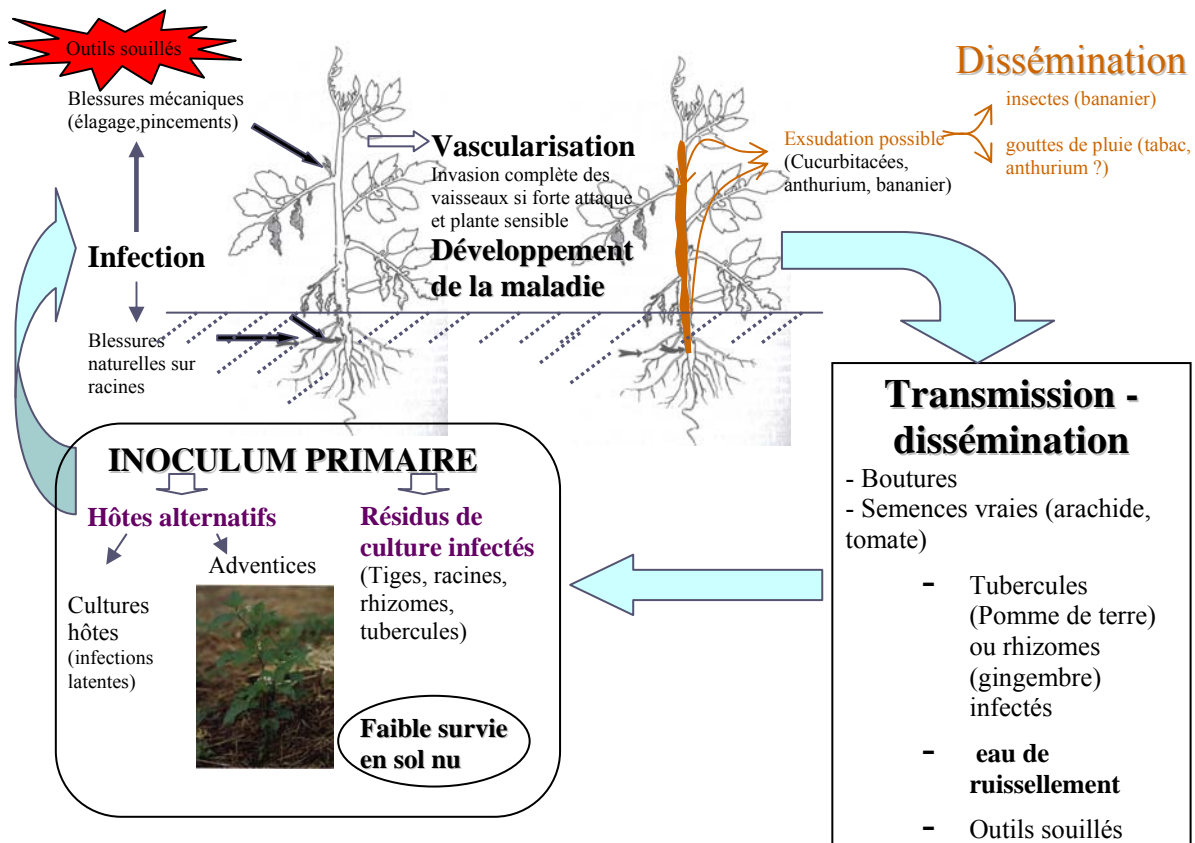 Outils souillés
Blessures mécaniques
(élagage,pincements)
Infection
Blessures
naturelles sur
racines
Vascularisation
Invasion complète des
vaisseaux si forte attaque
et plante sensible
Développement
de la maladie
Dissémination
insectes (bananier)
Exsudation possible
(Cucurbitacées,
anthurium, bananier)
gouttes de pluie (tabac,
anthurium ?)
Transmission -
dissémination
- Boutures
- Semences vraies (arachide,
tomate)
- Tubercules
(Pomme de terre)
ou rhizomes
(gingembre)
infectés
- eau de
ruissellement
- Outils souillés
INOCULUM PRIMAIRE
Hôtes alternatifs
Adventices
Cultures
hôtes
(infections
latentes)
Résidus de
culture infectés
(Tiges, racines,
rhizomes,
tubercules)
Faible survie
en sol nu